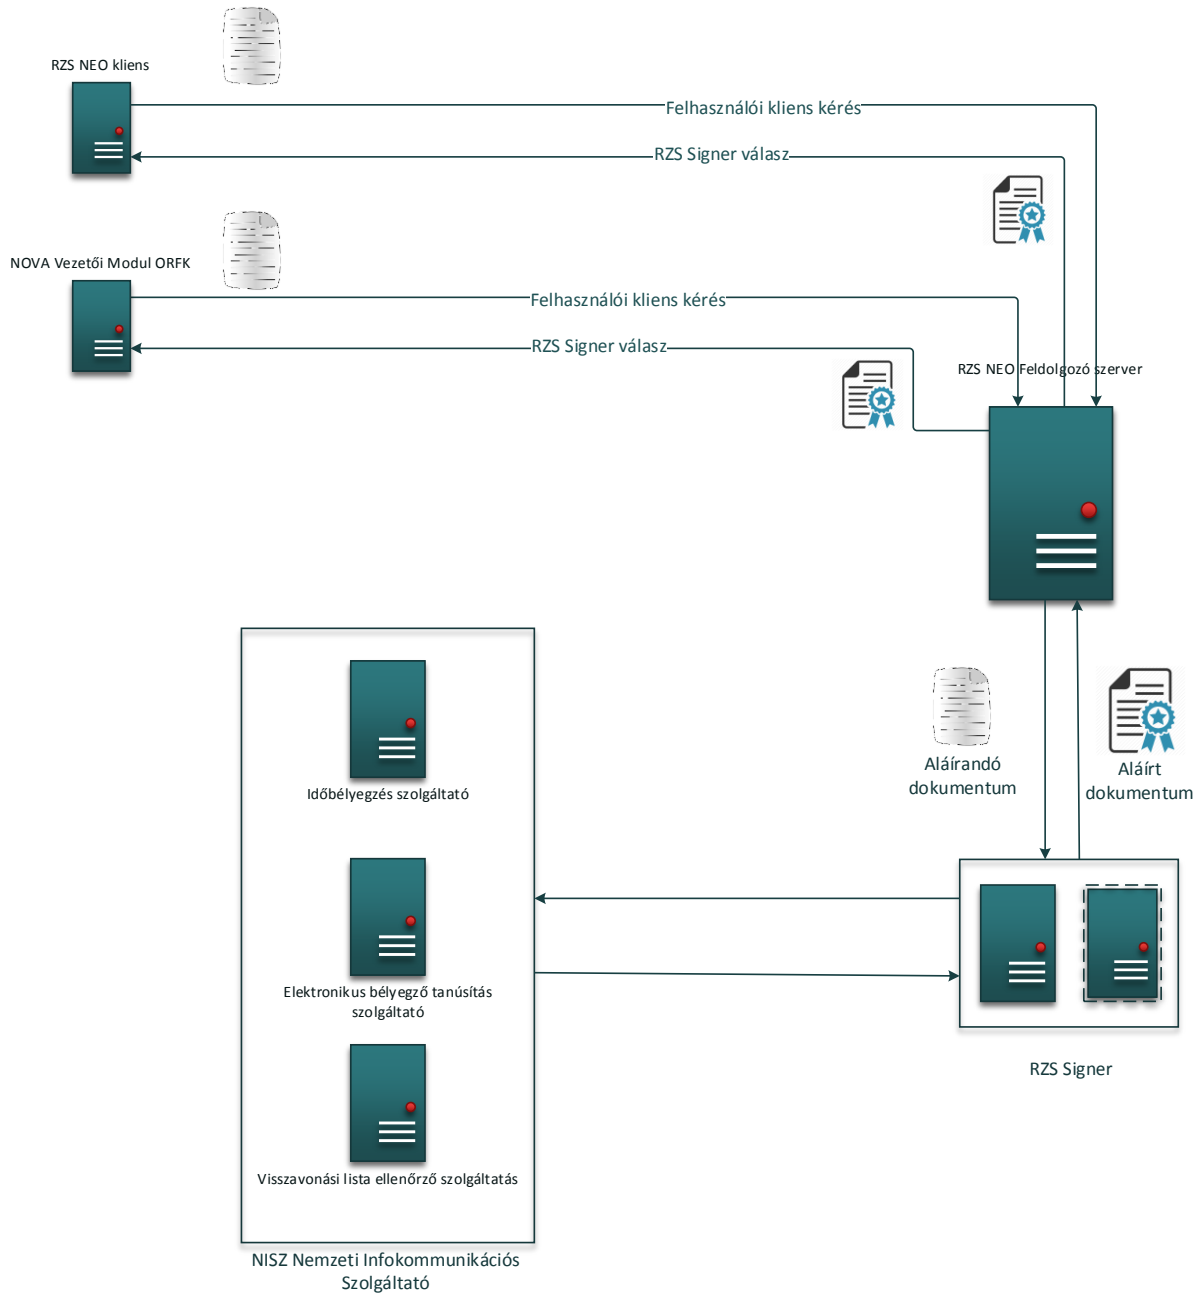 RZS NEO kliens
Felhasználói kliens kérés
RZS Signer válasz
NOVA Vezetői Modul ORFK
Felhasználói kliens kérés
RZS Signer válasz
RZS NEO Feldolgozó szerver
Aláírandó
dokumentum
Aláírt
dokumentum
Időbélyegzés szolgáltató
Elektronikus bélyegző tanúsítás
szolgáltató
Visszavonási lista ellenőrző szolgáltatás
RZS Signer
NISZ Nemzeti Infokommunikációs
Szolgáltató